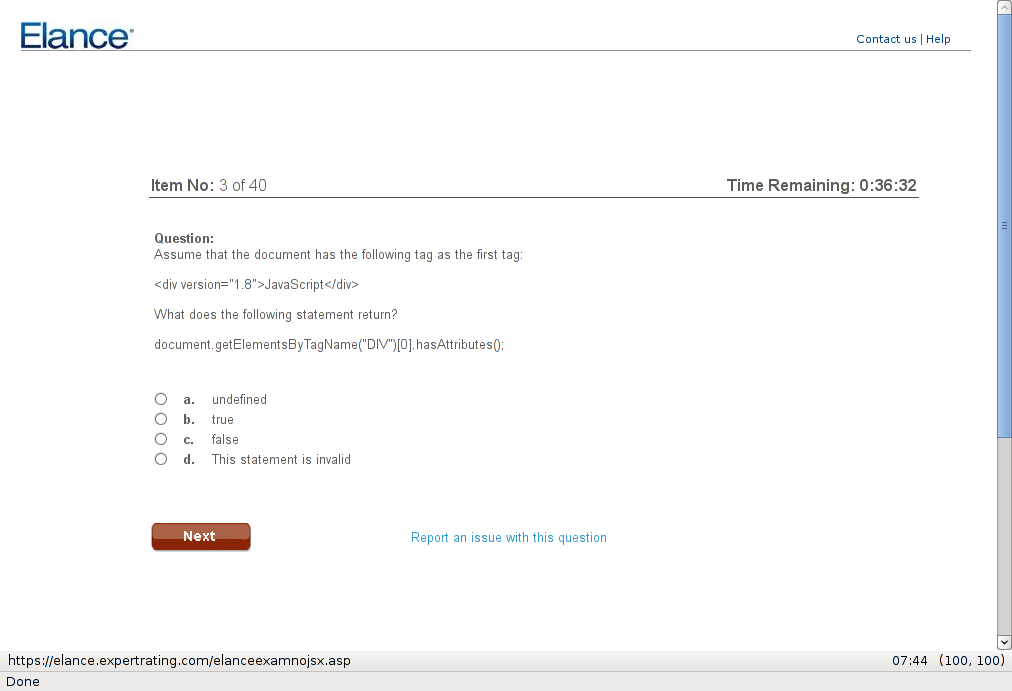 Elance
Contact us | Help
Item No: 3 of 40
Time Remaining: 0:36:32
Question:
Assume that the document has the following tag as the first tag:
<div version="1.8">JavaScript</div>
What does the following statement return?
document.getElementsByTagName("DIV")[0].hasAttributes();
a. undefined
b. true
c. false
d. This statement is invalid
Next
Report an issue with this question
https://elance.expertrating.com/elanceexamnojsx.asp
07:44 (100, 100)
Done